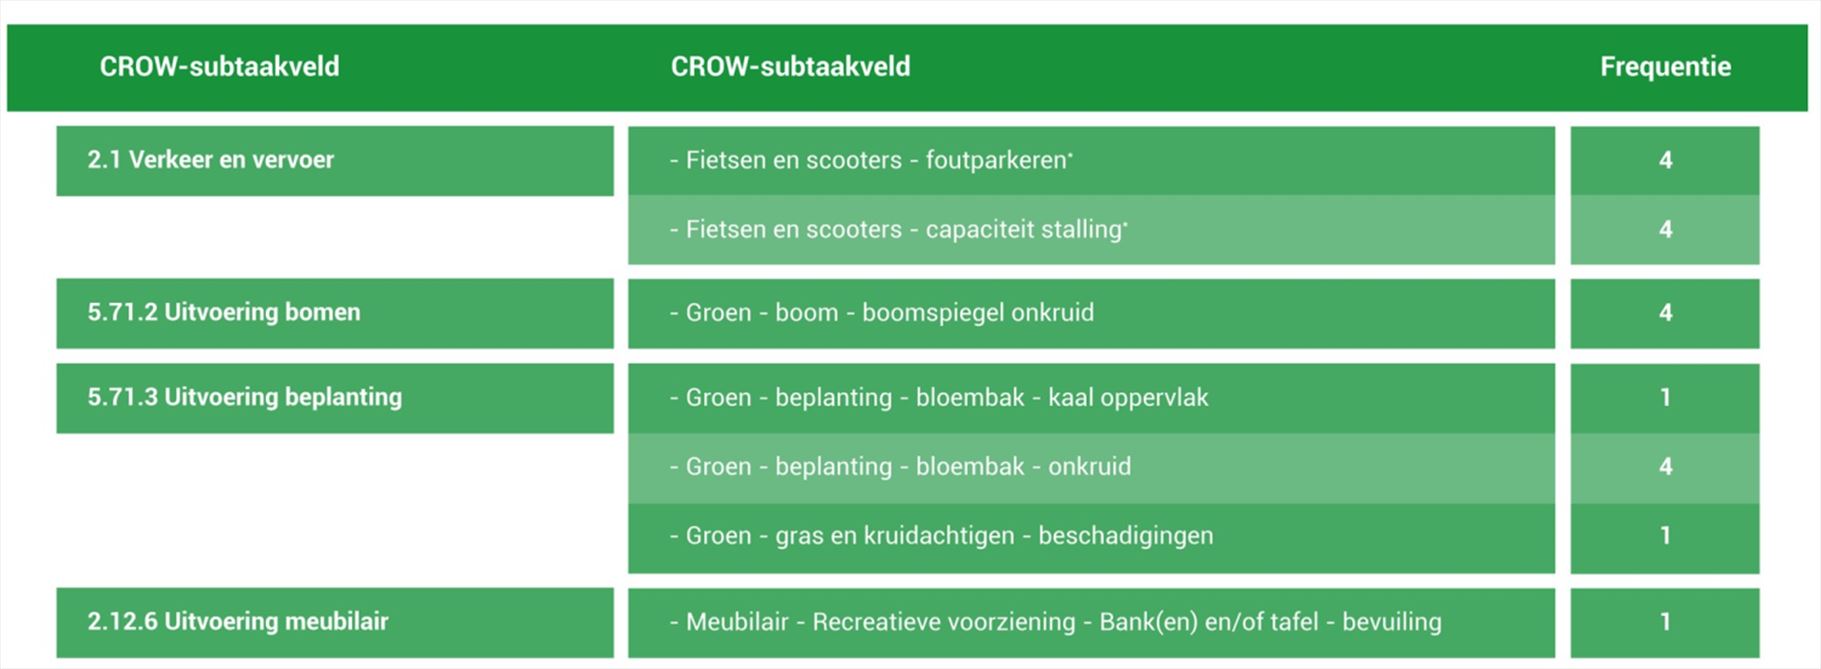 CROW-subtaakveld CROW-subtaakveld Frequentie
2.1 Verkeer en vervoer - Fietsen en scooters - foutparkeren* 4
- Fietsen en scooters - capaciteit stalling* 4
5.71.2 Uitvoering bomen - Groen - boom - boomspiegel onkruid 4
5.71.3 Uitvoering beplanting - Groen - beplanting - bloembak - kaal oppervlak 1
- Groen - beplanting - bloembak - onkruid 4
- Groen - gras en kruidachtigen - beschadigingen 1
2.12.6 Uitvoering meubilair - Meubilair - Recreatieve voorziening - Bank(en) en/of tafel - bevuiling 1